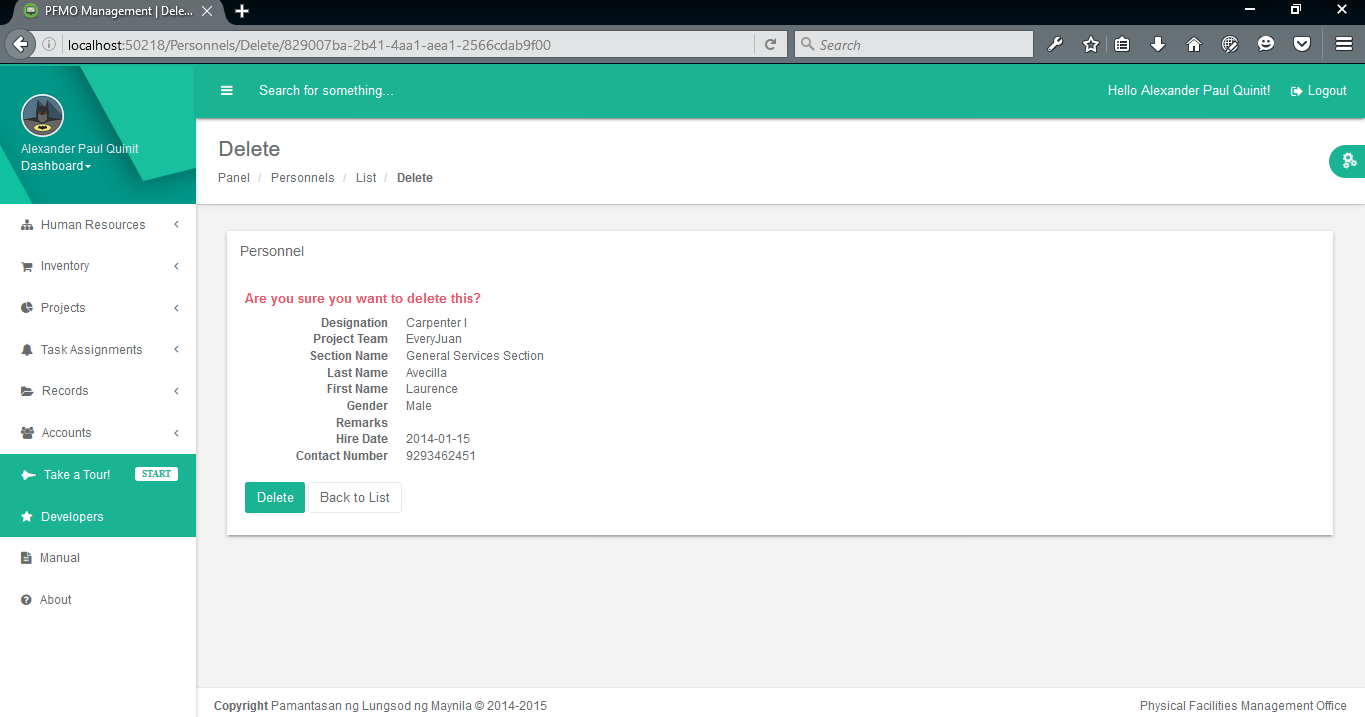 PFMO Management | Dele...
localhost:50218/Personnels/Delete/829007ba-2b41-4aa1-aea1-2566cdab9f00
Search
Search for something...
Hello Alexander Paul Quinit!
Logout
Alexander Paul Quinit
Dashboard
Human Resources
Inventory
Projects
Task Assignments
Records
Accounts
Take a Tour! START
Developers
Manual
About
Delete
Panel / Personnels / List / Delete
Personnel
Are you sure you want to delete this?
Designation Carpenter I
Project Team EveryJuan
Section Name General Services Section
Last Name Avecilla
First Name Laurence
Gender Male
Remarks
Hire Date 2014-01-15
Contact Number 9293462451
Delete Back to List
Copyright Pamantasan ng Lungsod ng Maynila © 2014-2015
Physical Facilities Management Office